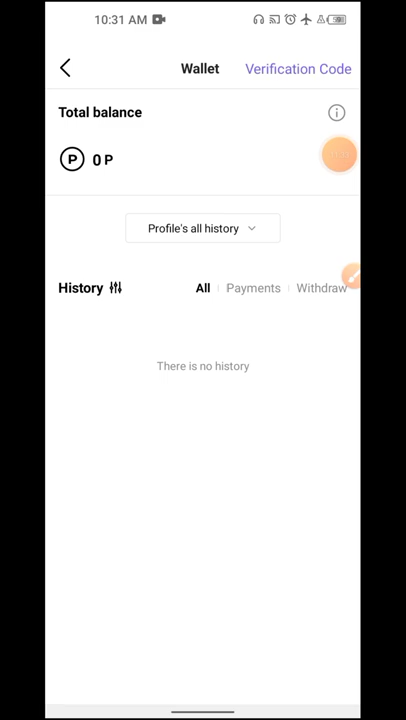 10:31 AM
Wallet
Verification Code
Total balance
P 0 P
Profile's all history
History
All Payments Withdraw
There is no history